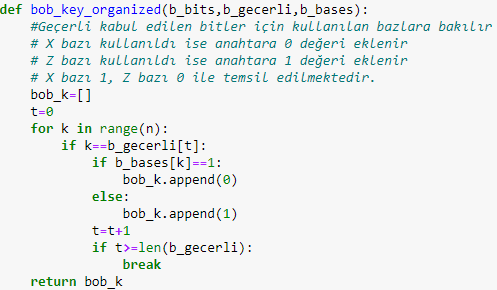 def bob_key_organized(b_bits,b_gecerli,b_bases):
    #Geçerli kabul edilen bitler için kullanılan bazlara bakılır
    # X bazı kullanıldı ise anahtara 0 değeri eklenir
    # Z bazı kullanıldı ise anahtara 1 değeri eklenir
    # X bazı 1, Z bazı 0 ile temsil edilmektedir.
    bob_k=[]
    t=0
    for k in range(n):
        if k==b_gecerli[t]:
            if b_bases[k]==1:
                bob_k.append(0)
            else:
                bob_k.append(1)
            t=t+1
            if t>=len(b_gecerli):
                break
    return bob_k